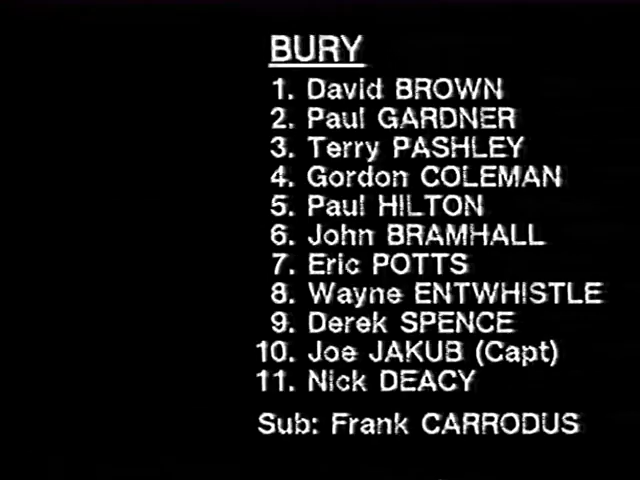 BURY
1. David BROWN
2. Paul GARDNER
3. Terry PASHLEY
4. Gordon COLEMAN
5. Paul HILTON
6. John BRAMHALL
7. Eric POTTS
8. Wayne ENTWHISTLE
9. Derek SPENCE
10. Joe JAKUB (Capt)
11. Nick DEACY
Sub: Frank CARRODUS